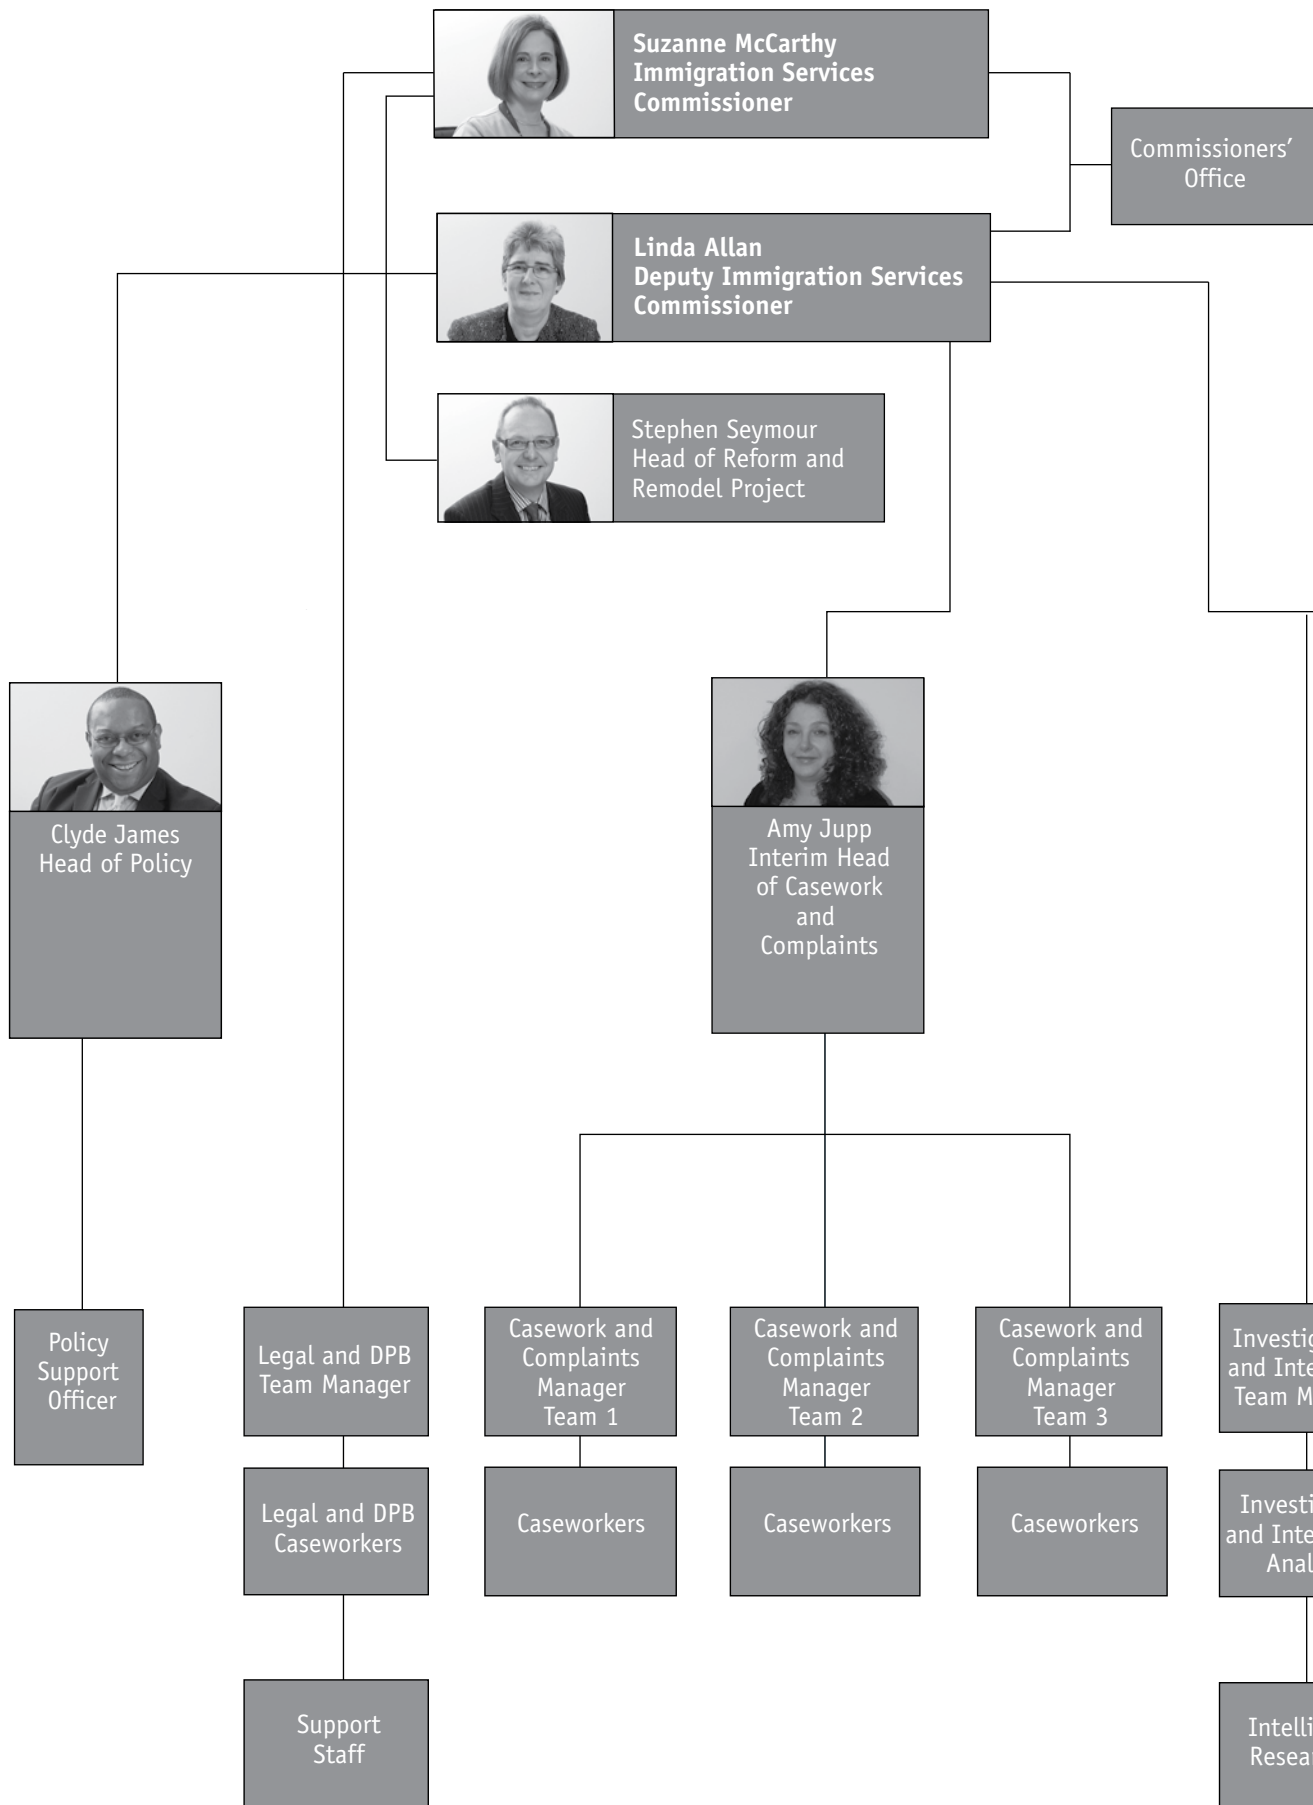 Suzanne McCarthy
Immigration Services
Commissioner
Commissioners’
Office
Linda Allan
Deputy Immigration Services
Commissioner
Stephen Seymour
Head of Reform and
Remodel Project
Clyde James
Head of Policy
Amy Jupp
Interim Head
of Casework
and
Complaints
Policy
Support
Officer
Legal and DPB
Team Manager
Casework and
Complaints
Manager
Team 1
Casework and
Complaints
Manager
Team 2
Casework and
Complaints
Manager
Team 3
and
Team
Legal and DPB
Caseworkers
Caseworkers
Caseworkers
Caseworkers
and
Support
Staff